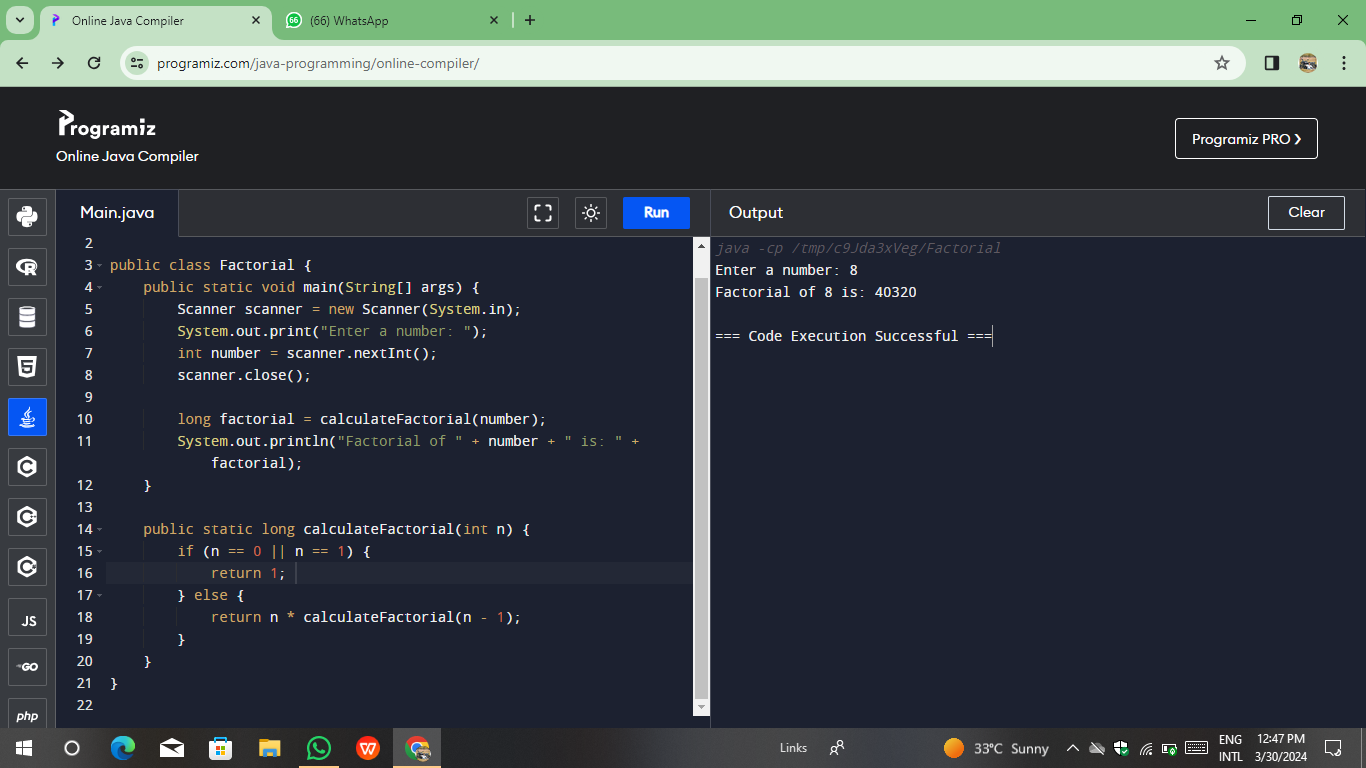 Online Java Compiler
(66) WhatsApp
programiz.com/java-programming/online-compiler/
Programiz
Online Java Compiler
Programiz PRO
Main.java
Run
Output
Clear
2
3 public class Factorial {
4 public static void main(String[] args) {
5 Scanner scanner = new Scanner(System.in);
6 System.out.print("Enter a number: ");
7 int number = scanner.nextInt();
8 scanner.close();
9
10 long factorial = calculateFactorial(number);
11 System.out.println("Factorial of " + number + " is: " +
factorial);
12 }
13
14 public static long calculateFactorial(int n) {
15 if (n == 0 || n == 1) {
16 return 1;
17 } else {
18 return n * calculateFactorial(n - 1);
19 }
20 }
21 }
22
java -cp /tmp/c9Jda3xVeg/Factorial
Enter a number: 8
Factorial of 8 is: 40320
=== Code Execution Successful ===
JS
GO
php
Links
33°C Sunny
ENG
INTL
12:47 PM
3/30/2024